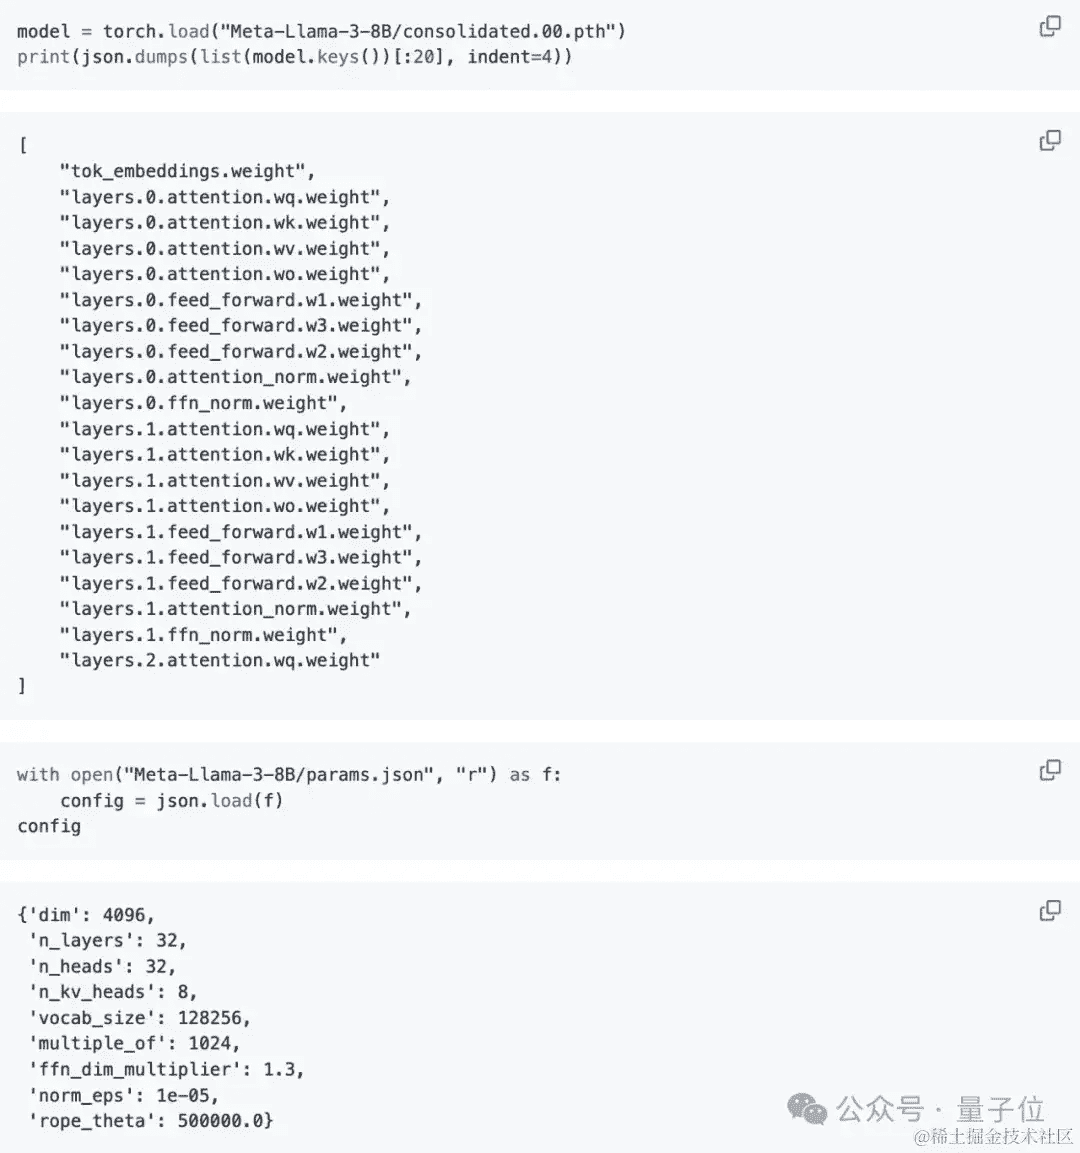 model = torch.load("Meta-Llama-3-8B/consolidated.00.pth")
print(json.dumps(list(model.keys())[:20], indent=4))
[
    "tok_embeddings.weight",
    "layers.0.attention.wq.weight",
    "layers.0.attention.wk.weight",
    "layers.0.attention.wv.weight",
    "layers.0.attention.wo.weight",
    "layers.0.feed_forward.w1.weight",
    "layers.0.feed_forward.w3.weight",
    "layers.0.feed_forward.w2.weight",
    "layers.0.attention_norm.weight",
    "layers.0.ffn_norm.weight",
    "layers.1.attention.wq.weight",
    "layers.1.attention.wk.weight",
    "layers.1.attention.wv.weight",
    "layers.1.attention.wo.weight",
    "layers.1.feed_forward.w1.weight",
    "layers.1.feed_forward.w3.weight",
    "layers.1.feed_forward.w2.weight",
    "layers.1.attention_norm.weight",
    "layers.1.ffn_norm.weight",
    "layers.2.attention.wq.weight"
]
with open("Meta-Llama-3-8B/params.json", "r") as f:
    config = json.load(f)
config
{'dim': 4096,
 'n_layers': 32,
 'n_heads': 32,
 'n_kv_heads': 8,
 'vocab_size': 128256,
 'multiple_of': 1024,
 'ffn_dim_multiplier': 1.3,
 'norm_eps': 1e-05,
 'rope_theta': 500000.0}
公众号 · 量子位
@稀土掘金技术社区